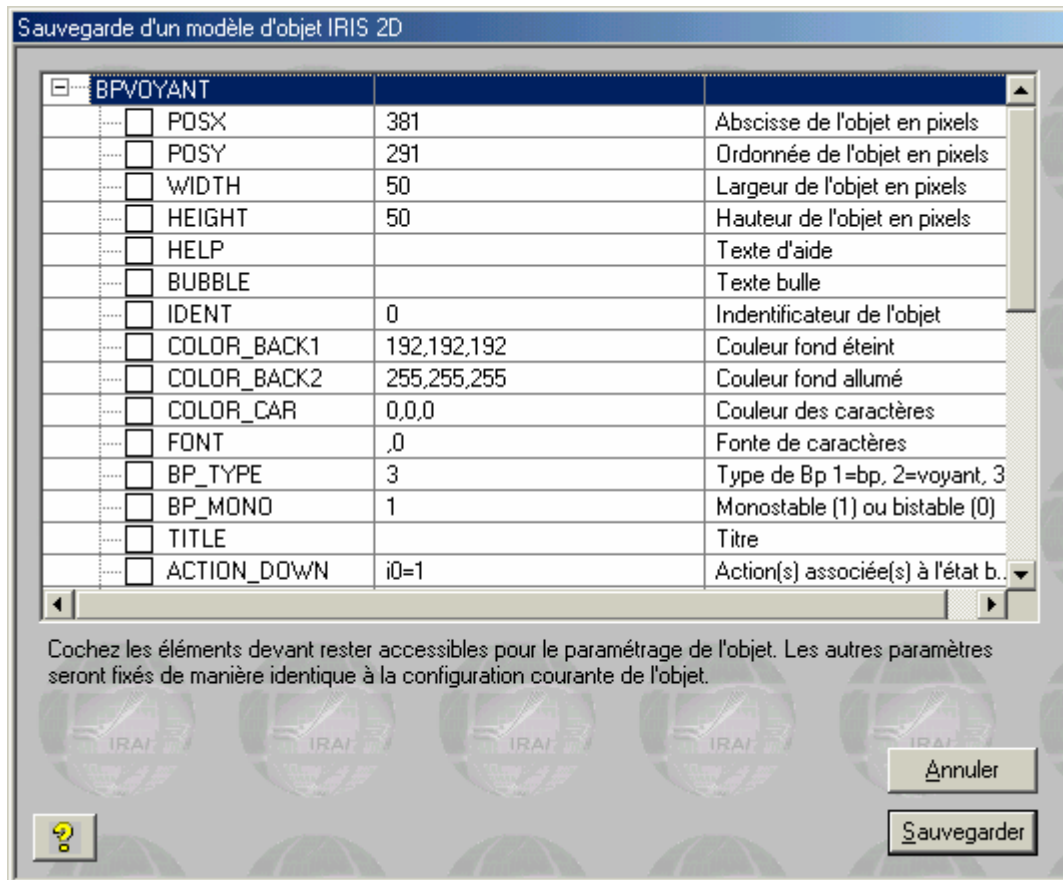 Sauvegarde d'un modèle d'objet IRIS 2D
BPVOYANT
POSX 381 Abscisse de l'objet en pixels
POSY 291 Ordonnée de l'objet en pixels
WIDTH 50 Largeur de l'objet en pixels
HEIGHT 50 Hauteur de l'objet en pixels
HELP Texte d'aide
BUBBLE Texte bulle
IDENT 0 Indentificateur de l'objet
COLOR_BACK1 192,192,192 Couleur fond éteint
COLOR_BACK2 255,255,255 Couleur fond allumé
COLOR_CAR 0,0,0 Couleur des caractères
FONT ,0 Fonte de caractères
BP_TYPE 3 Type de Bp 1=bp, 2=voyant, 3
BP_MONO 1 Monostable (1) ou bistable (0)
TITLE Titre
ACTION_DOWN i0=1 Action(s) associée(s) à l'état b...
Cochez les éléments devant rester accessibles pour le paramétrage de l'objet. Les autres paramètres
seront fixés de manière identique à la configuration courante de l'objet.
IRAI IRAI IRAI IRAI IRAI
Annuler
Sauvegarder